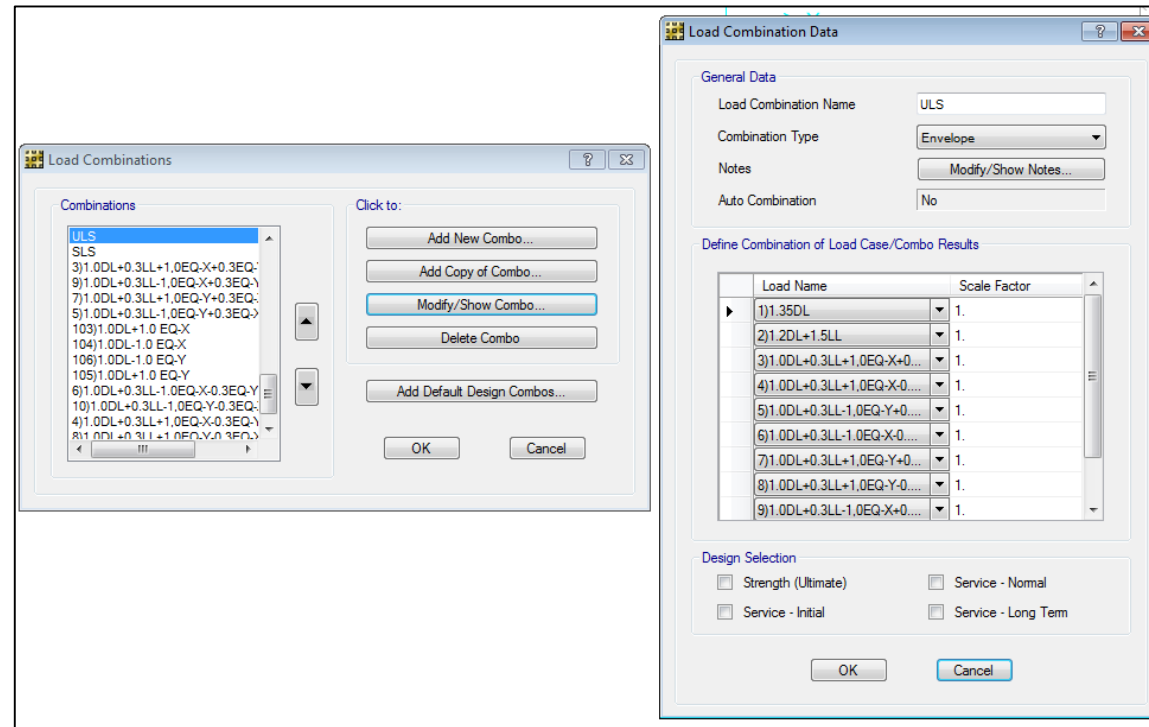 Load Combinations
Combinations
ULS
SLS
3)1.0DL+0.3LL+1,0EQ-X+0.3EQ-
9)1.0DL+0.3LL-1,0EQ-X+0.3EQ-Y
7)1.0DL+0.3LL+1,0EQ-Y+0.3EQ-
5)1.0DL+0.3LL-1,0EQ-Y+0.3EQ-X
103)1.0DL+1.0 EQ-X
104)1.0DL-1.0 EQ-X
106)1.0DL-1.0 EQ-Y
105)1.0DL+1.0 EQ-Y
6)1.0DL+0.3LL-1.0EQ-X-0.3EQ-Y
10)1.0DL+0.3LL-1,0EQ-Y-0.3EQ-
4)1.0DL+0.3LL+1,0EQ-X-0.3EQ-Y
8)1.0DL+0.3LL+1.0EQ-Y-0.3EQ-X
Click to:
Add New Combo...
Add Copy of Combo...
Modify/Show Combo...
Delete Combo
Add Default Design Combos...
OK
Cancel
Load Combination Data
General Data
Load Combination Name ULS
Combination Type Envelope
Notes Modify/Show Notes...
Auto Combination No
Define Combination of Load Case/Combo Results
Load Name Scale Factor
1)1.35DL 1.
2)1.2DL+1.5LL 1.
3)1.0DL+0.3LL+1,0EQ-X+0... 1.
4)1.0DL+0.3LL+1,0EQ-X-0.... 1.
5)1.0DL+0.3LL-1,0EQ-Y+0... 1.
6)1.0DL+0.3LL-1.0EQ-X-0.... 1.
7)1.0DL+0.3LL+1,0EQ-Y+0... 1.
8)1.0DL+0.3LL+1,0EQ-Y-0.... 1.
9)1.0DL+0.3LL-1,0EQ-X+0.... 1.
Design Selection
Strength (Ultimate) Service - Normal
Service - Initial Service - Long Term
OK Cancel